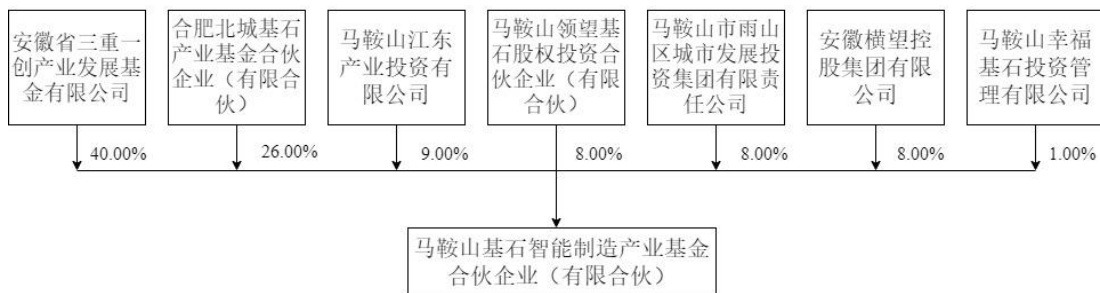 安徽省三重一
创产业发展基
金有限公司
合肥北城基石
产业基金合伙
企业（有限合
伙）
马鞍山江东
产业投资有
限公司
马鞍山领望基
石股权投资合
伙企业（有限
合伙）
马鞍山市雨山
区城市发展投
资集团有限责
任公司
安徽横望控
股集团有限
公司
马鞍山幸福
基石投资管
理有限公司
40.00%
26.00%
9.00%
8.00%
8.00%
8.00%
1.00%
马鞍山基石智能制造产业基金
合伙企业（有限合伙）